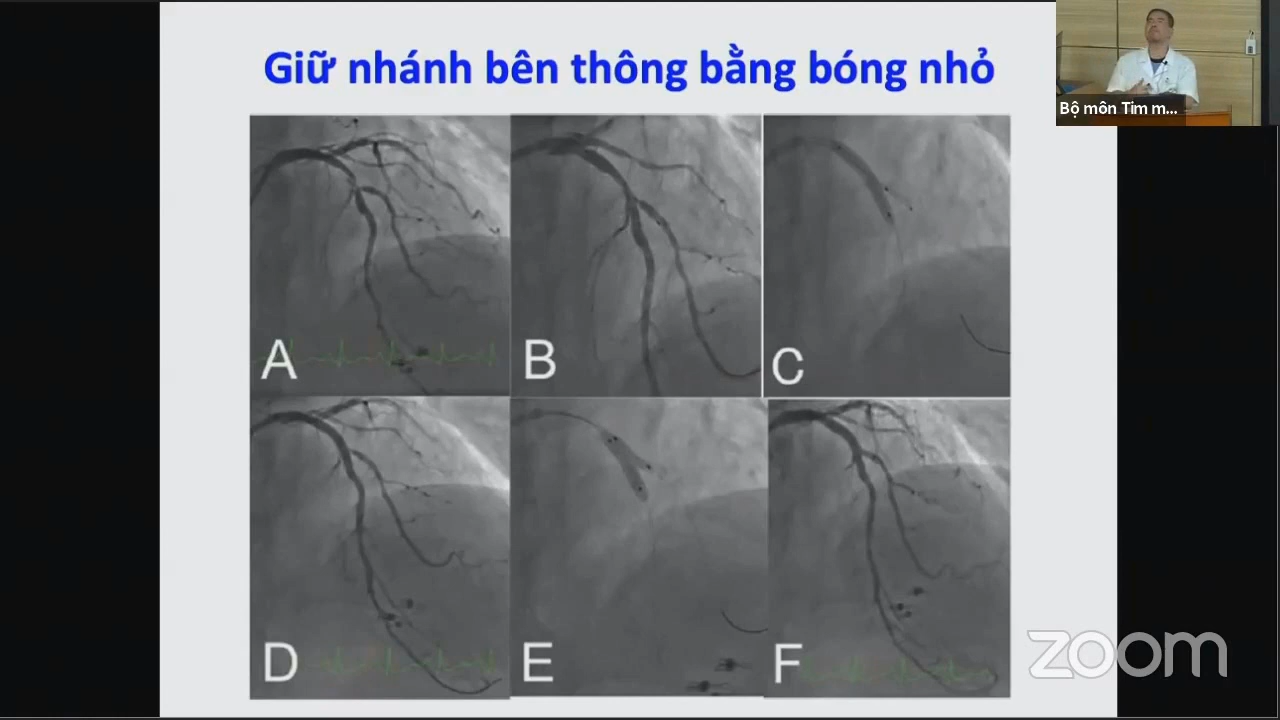 Giữ nhánh bên thông bằng bóng nhỏ
Bộ môn Tim m...
A
B
C
D
E
F
zoom